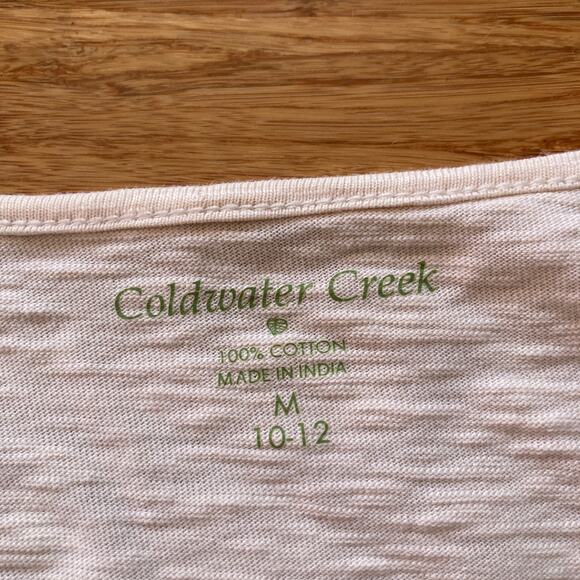 Coldwater Creek
100% COTTON
MADE IN INDIA
M
10-12